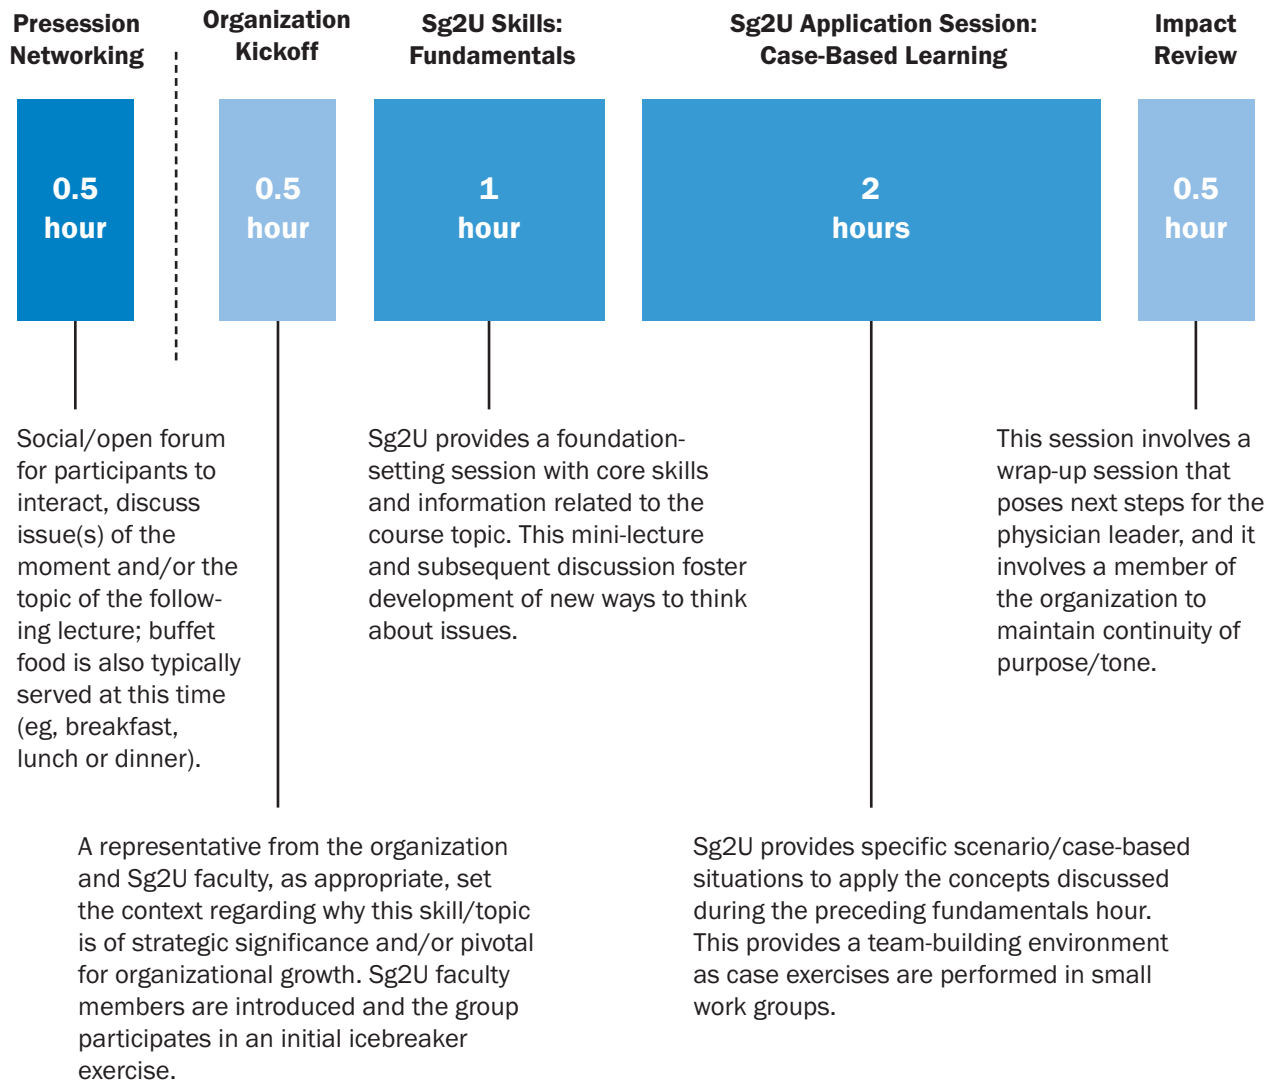 Presession
Networking
Organization
Kickoff
Sg2U Skills:
Fundamentals
Sg2U Application Session:
Case-Based Learning
Impact
Review
0.5
hour
0.5
hour
1
hour
2
hours
0.5
hour
Social/open forum
for participants to
interact, discuss
issue(s) of the
moment and/or the
topic of the follow-
ing lecture; buffet
food is also typically
served at this time
(eg, breakfast,
lunch or dinner).
Sg2U provides a foundation-
setting session with core skills
and information related to the
course topic. This mini-lecture
and subsequent discussion foster
development of new ways to think
about issues.
This session involves a
wrap-up session that
poses next steps for the
physician leader, and it
involves a member of
the organization to
maintain continuity of
purpose/tone.
A representative from the organization
and Sg2U faculty, as appropriate, set
the context regarding why this skill/topic
is of strategic significance and/or pivotal
for organizational growth. Sg2U faculty
members are introduced and the group
participates in an initial icebreaker
exercise.
Sg2U provides specific scenario/case-based
situations to apply the concepts discussed
during the preceding fundamentals hour.
This provides a team-building environment
as case exercises are performed in small
work groups.